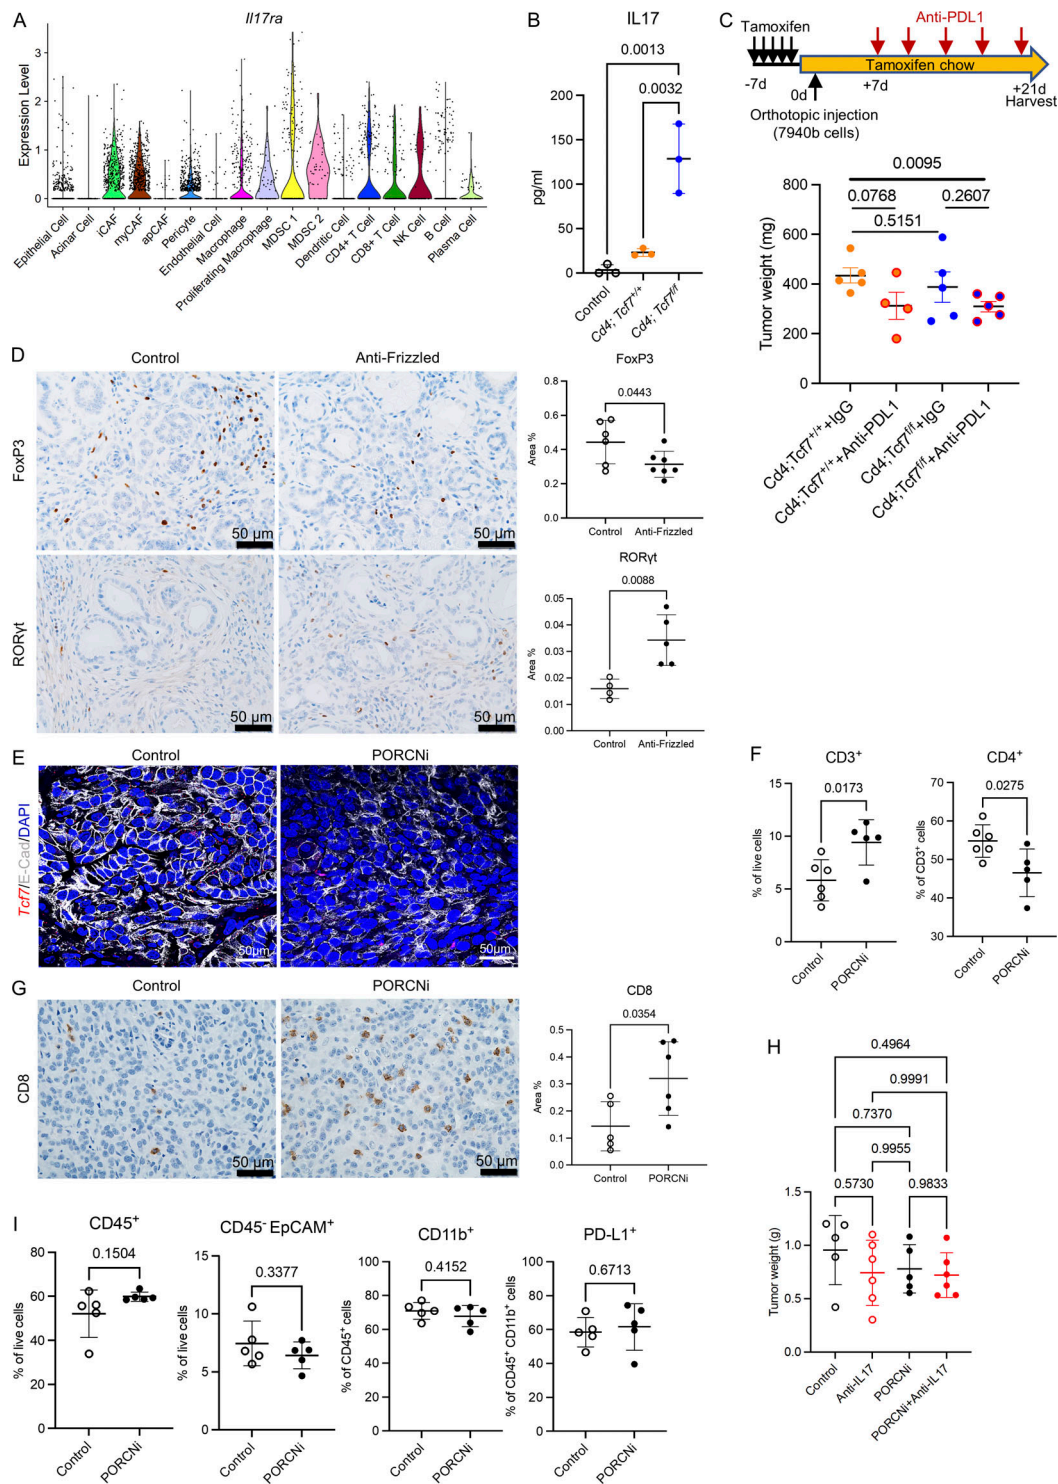 A
Il17ra
Expression Level
3
2
1
0
Epithelial Cell
Acinar Cell
iCAF
myCAF
apCAF
Pericyte
Endothelial Cell
Macrophage
Proliferating Macrophage
MDSC 1
MDSC 2
Dendritic Cell
CD4+ T Cell
CD8+ T Cell
NK Cell
B Cell
Plasma Cell
B
IL17
0.0013
0.0032
pg/ml
200
150
100
50
0
Control
Cd4; Tcf7+/+
Cd4; Tcf7f/f
C
Anti-PDL1
Tamoxifen
Tamoxifen chow
-7d
0d
+7d
+21d
Harvest
Orthotopic injection
(7940b cells)
0.0095
0.0768
0.2607
0.5151
Tumor weight (mg)
800
600
400
200
0
Cd4;Tcf7+/++IgG
Cd4;Tcf7+/++Anti-PDL1
Cd4;Tcf7f/f+IgG
Cd4;Tcf7f/f+Anti-PDL1
D
Control
Anti-Frizzled
FoxP3
50 µm
50 µm
FoxP3
0.0443
Area %
0.8
0.6
0.4
0.2
0.0
Control
Anti-Frizzled
RORγt
50 µm
50 µm
RORγt
0.0088
Area %
0.05
0.04
0.03
0.02
0.01
0.00
Control
Anti-Frizzled
E
Control
PORCNi
Tcf7/E-Cad/DAPI
50µm
50µm
F
CD3+
0.0173
% of live cells
15
10
5
0
Control
PORCNi
CD4+
0.0275
% of CD3+ cells
70
60
50
40
30
Control
PORCNi
G
Control
PORCNi
CD8
50 µm
50 µm
CD8
0.0354
Area %
0.5
0.4
0.3
0.2
0.1
0.0
Control
PORCNi
H
0.4964
0.9991
0.7370
0.9955
0.5730
0.9833
Tumor weight (g)
1.5
1.0
0.5
0.0
Control
Anti-IL17
PORCNi
PORCNi+Anti-IL17
I
CD45+
0.1504
% of live cells
80
60
40
20
0
Control
PORCNi
CD45- EpCAM+
0.3377
% of live cells
15
10
5
0
Control
PORCNi
CD11b+
0.4152
% of CD45+ cells
100
80
60
40
20
0
Control
PORCNi
PD-L1+
0.6713
% of CD45+ CD11b+ cells
100
80
60
40
20
0
Control
PORCNi